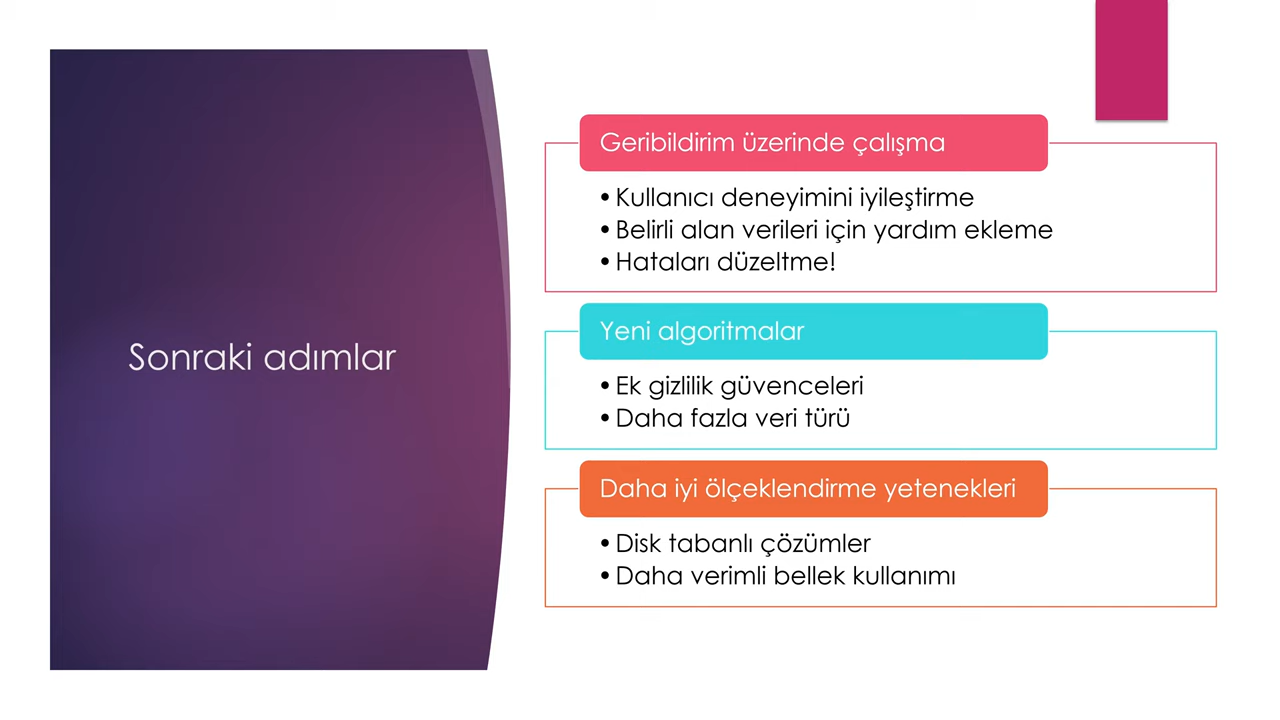 Sonraki adımlar
Geribildirim üzerinde çalışma
• Kullanıcı deneyimini iyileştirme
• Belirli alan verileri için yardım ekleme
• Hataları düzeltme!
Yeni algoritmalar
• Ek gizlilik güvenceleri
• Daha fazla veri türü
Daha iyi ölçeklendirme yetenekleri
• Disk tabanlı çözümler
• Daha verimli bellek kullanımı